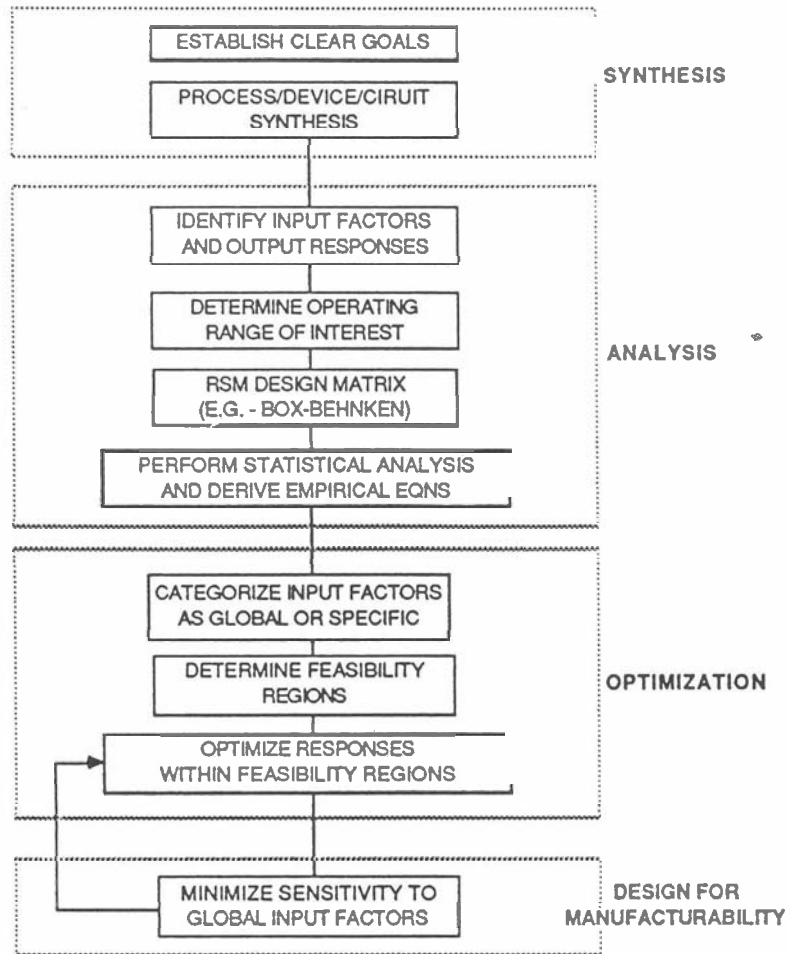 ESTABLISH CLEAR GOALS
PROCESS/DEVICE/CIRUIT
SYNTHESIS
SYNTHESIS
IDENTIFY INPUT FACTORS
AND OUTPUT RESPONSES
DETERMINE OPERATING
RANGE OF INTEREST
RSM DESIGN MATRIX
(E.G. - BOX-BEHNKEN)
PERFORM STATISTICAL ANALYSIS
AND DERIVE EMPIRICAL EQNS
ANALYSIS
CATEGORIZE INPUT FACTORS
AS GLOBAL OR SPECIFIC
DETERMINE FEASIBILITY
REGIONS
OPTIMIZE RESPONSES
WITHIN FEASIBILITY REGIONS
OPTIMIZATION
MINIMIZE SENSITIVITY TO
GLOBAL INPUT FACTORS
DESIGN FOR
MANUFACTURABILITY